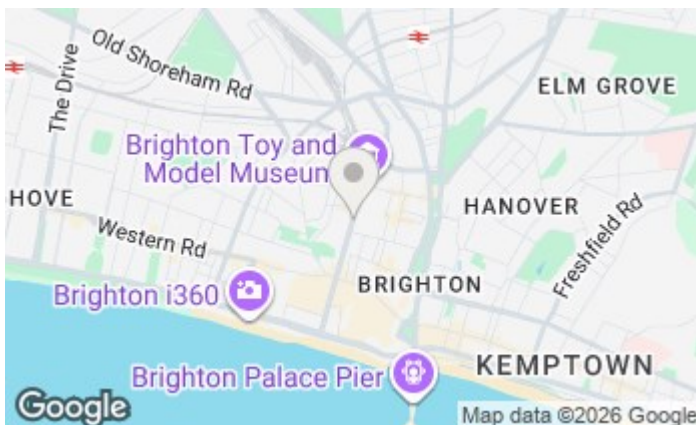 Old Shoreham Rd
The Drive
ELM GROVE
Brighton Toy and
Model Museum
HOVE
HANOVER
Western Rd
Freshfield Rd
BRIGHTON
Brighton i360
KEMPTOWN
Brighton Palace Pier
Google
Map data ©2026 Google